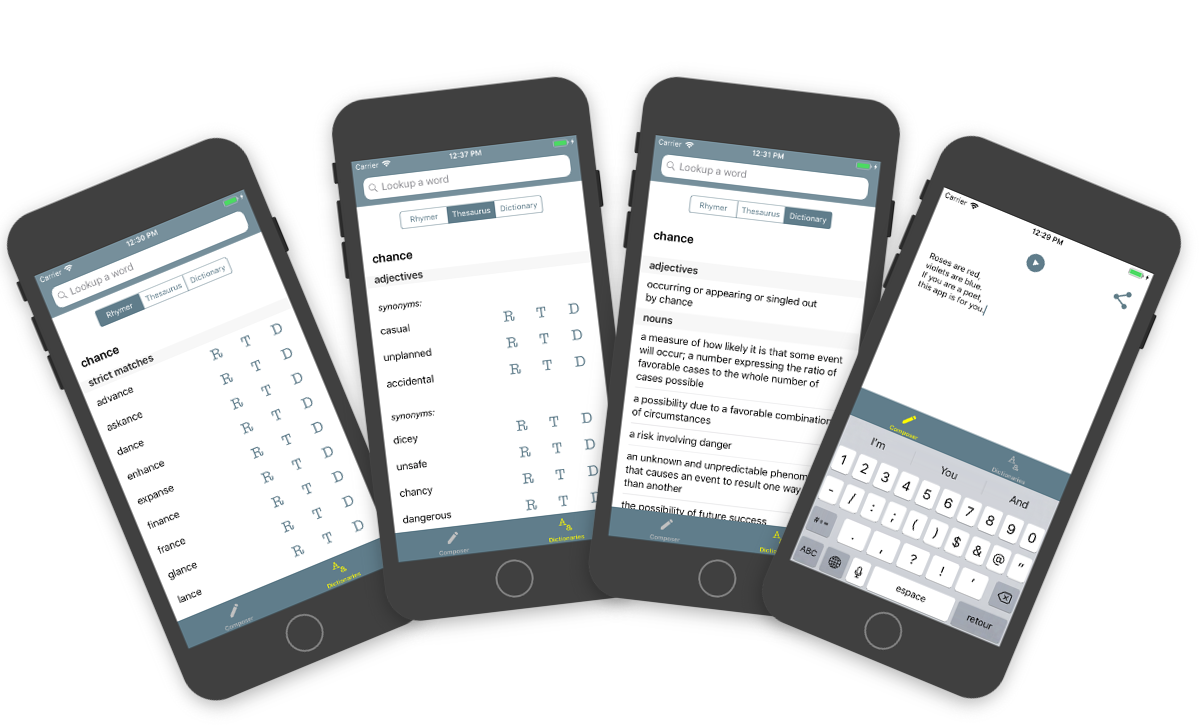 Carrier 12:30 PM
Lookup a word
Rhymer Thesaurus Dictionary
chance
strict matches
advance R T D
askance R T D
dance R T D
enhance R T D
expanse R T D
finance R T D
france R T D
glance R T D
lance R T D
Composer A& Dictionaries
Carrier 12:37 PM
Lookup a word
Rhymer Thesaurus Dictionary
chance
adjectives
synonyms:
casual R T D
unplanned R T D
accidental R T D
synonyms:
dicey R T D
unsafe R T D
chancy R T D
dangerous R T D
Composer A& Dictionaries
Carrier 12:31 PM
Lookup a word
Rhymer Thesaurus Dictionary
chance
adjectives
occurring or appearing or singled out
by chance
nouns
a measure of how likely it is that some event
will occur; a number expressing the ratio of
favorable cases to the whole number of
cases possible
a possibility due to a favorable combination
of circumstances
a risk involving danger
an unknown and unpredictable phenom
that causes an event to result one way
than another
the possibility of future success
Composer A& Dictio
Carrier 12:29 PM
Roses are red,
violets are blue.
If you are a poet,
this app is for you.
Composer A& Dictionaries
I'm You And
1 2 3 4 5 6 7 8 9 0
- / : ; ( ) $ & @ "
#+= . , ? ! '
ABC espace retour